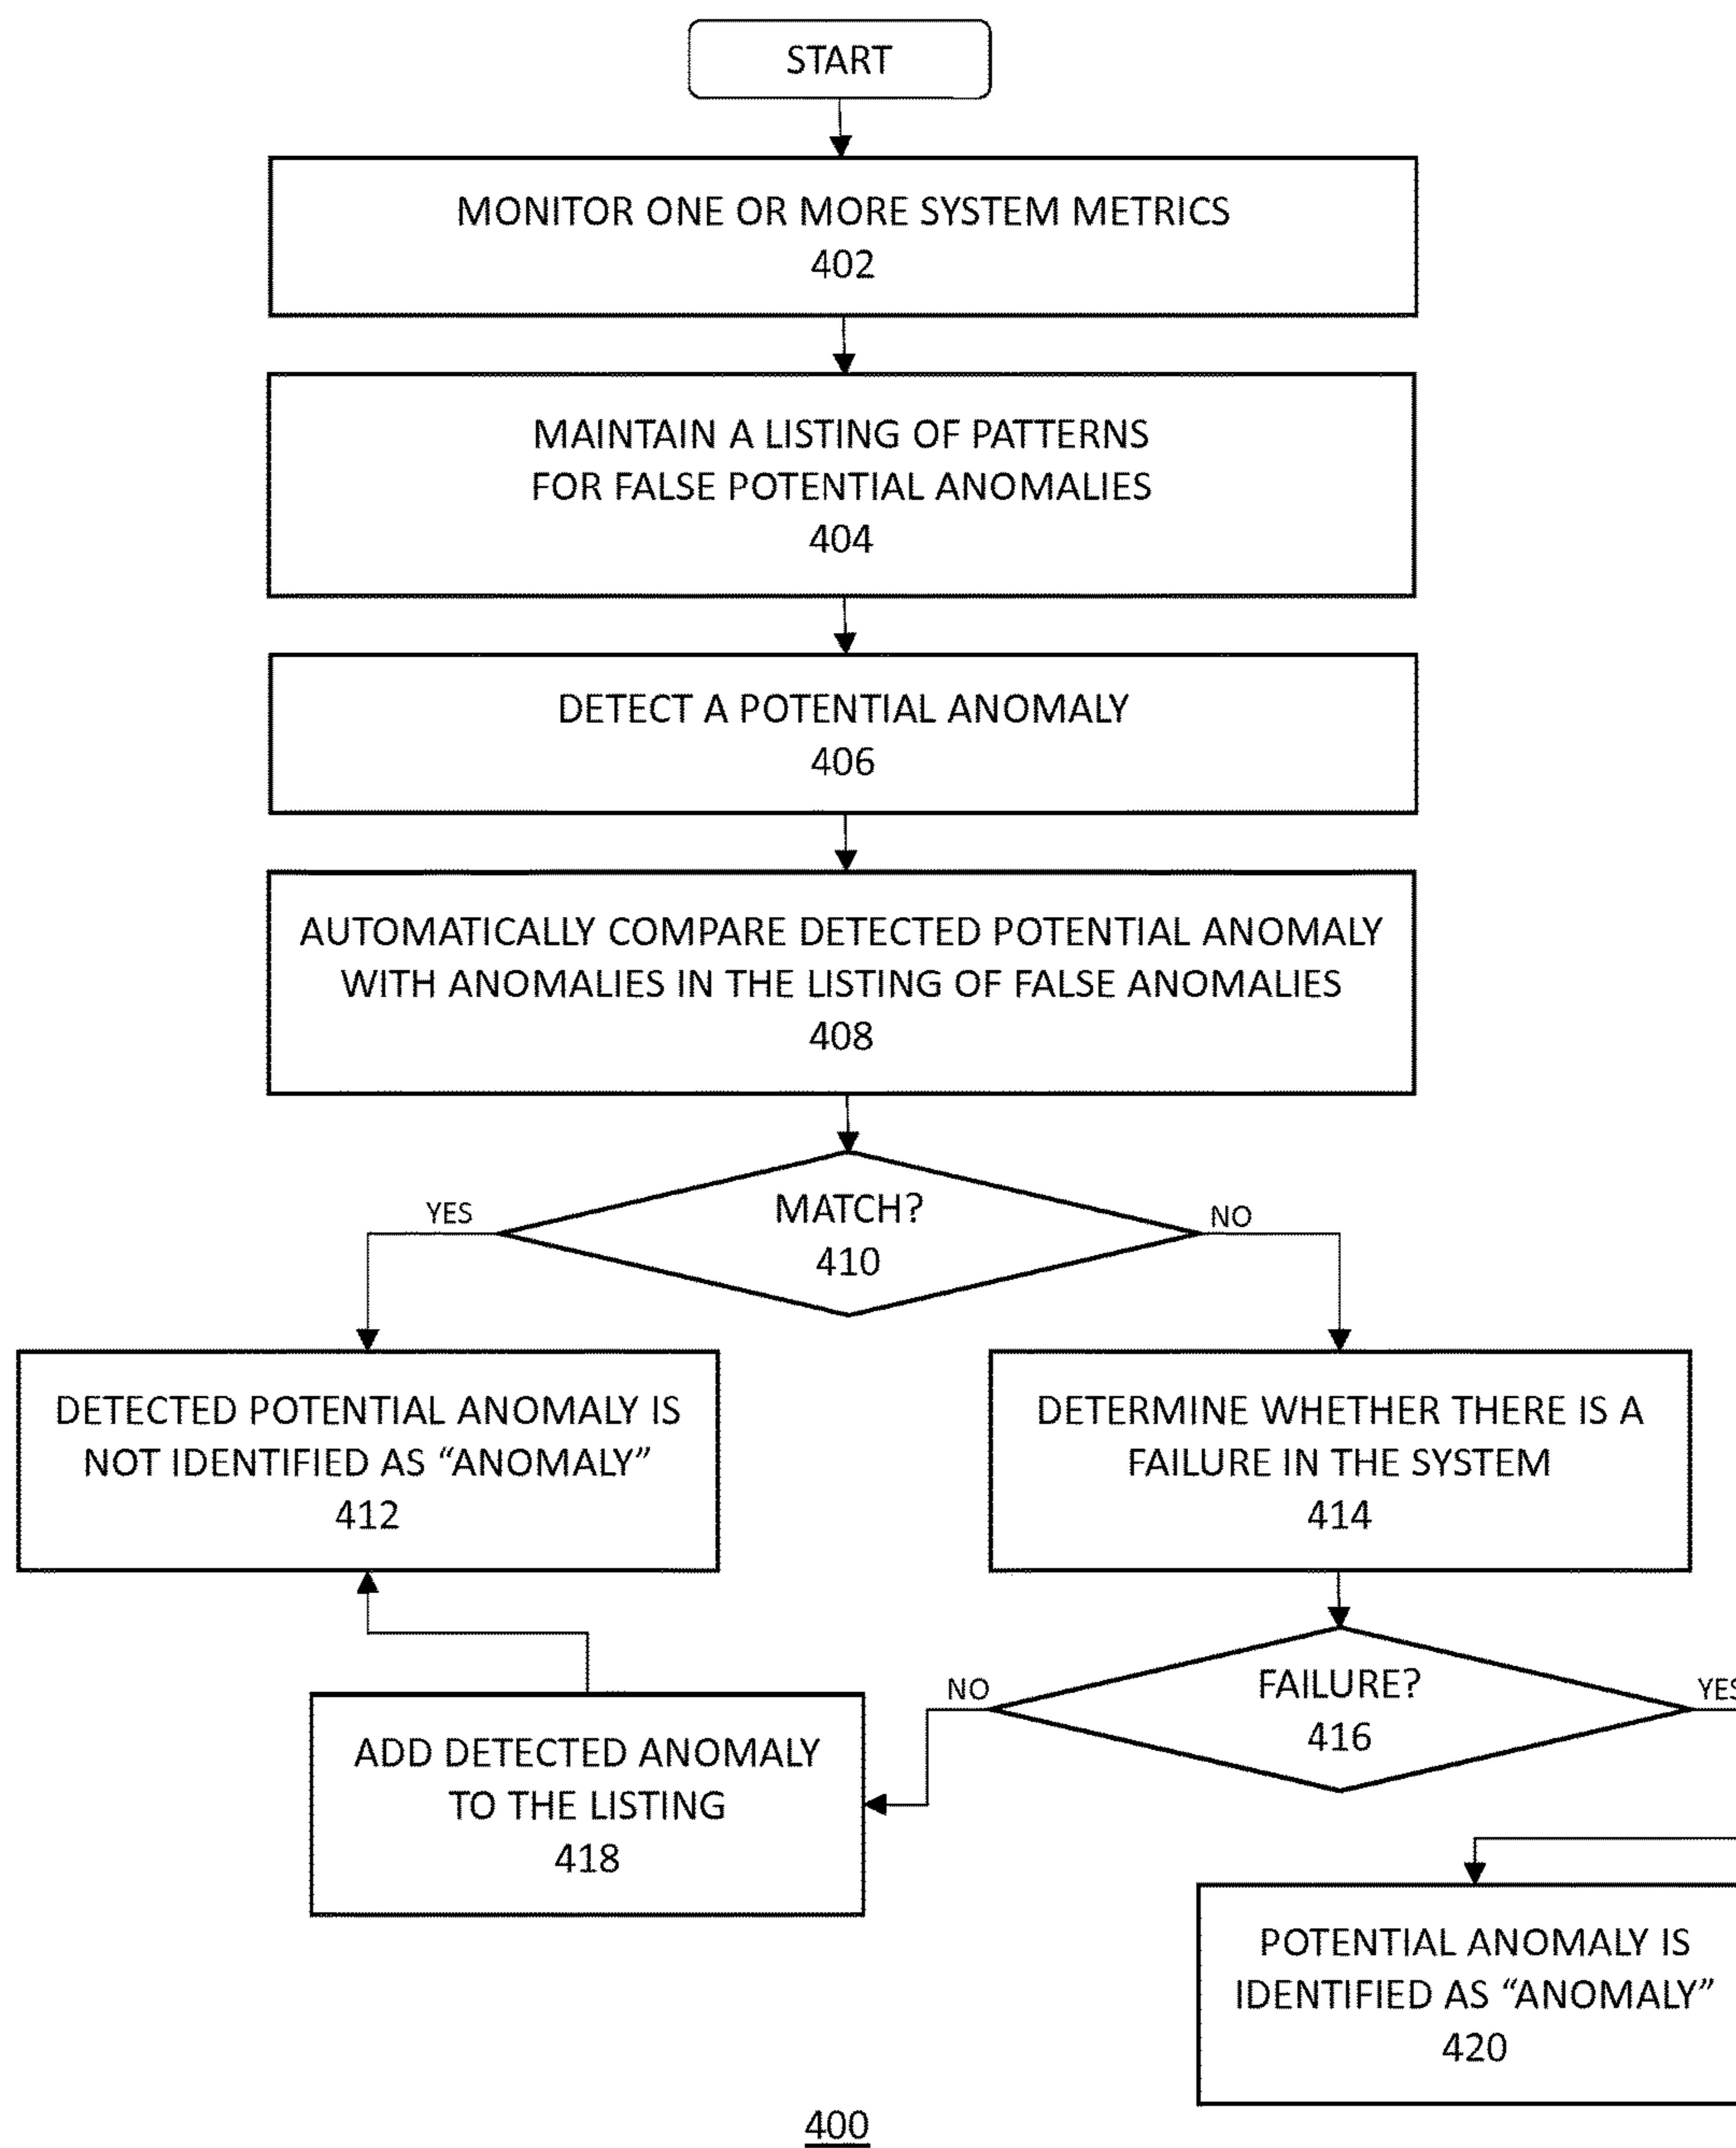 START
MONITOR ONE OR MORE SYSTEM METRICS
402
MAINTAIN A LISTING OF PATTERNS
FOR FALSE POTENTIAL ANOMALIES
404
DETECT A POTENTIAL ANOMALY
406
AUTOMATICALLY COMPARE DETECTED POTENTIAL ANOMALY
WITH ANOMALIES IN THE LISTING OF FALSE ANOMALIES
408
MATCH?
410
YES
NO
DETECTED POTENTIAL ANOMALY IS
NOT IDENTIFIED AS “ANOMALY”
412
DETERMINE WHETHER THERE IS A
FAILURE IN THE SYSTEM
414
FAILURE?
416
NO
YES
ADD DETECTED ANOMALY
TO THE LISTING
418
POTENTIAL ANOMALY IS
IDENTIFIED AS “ANOMALY”
420
400